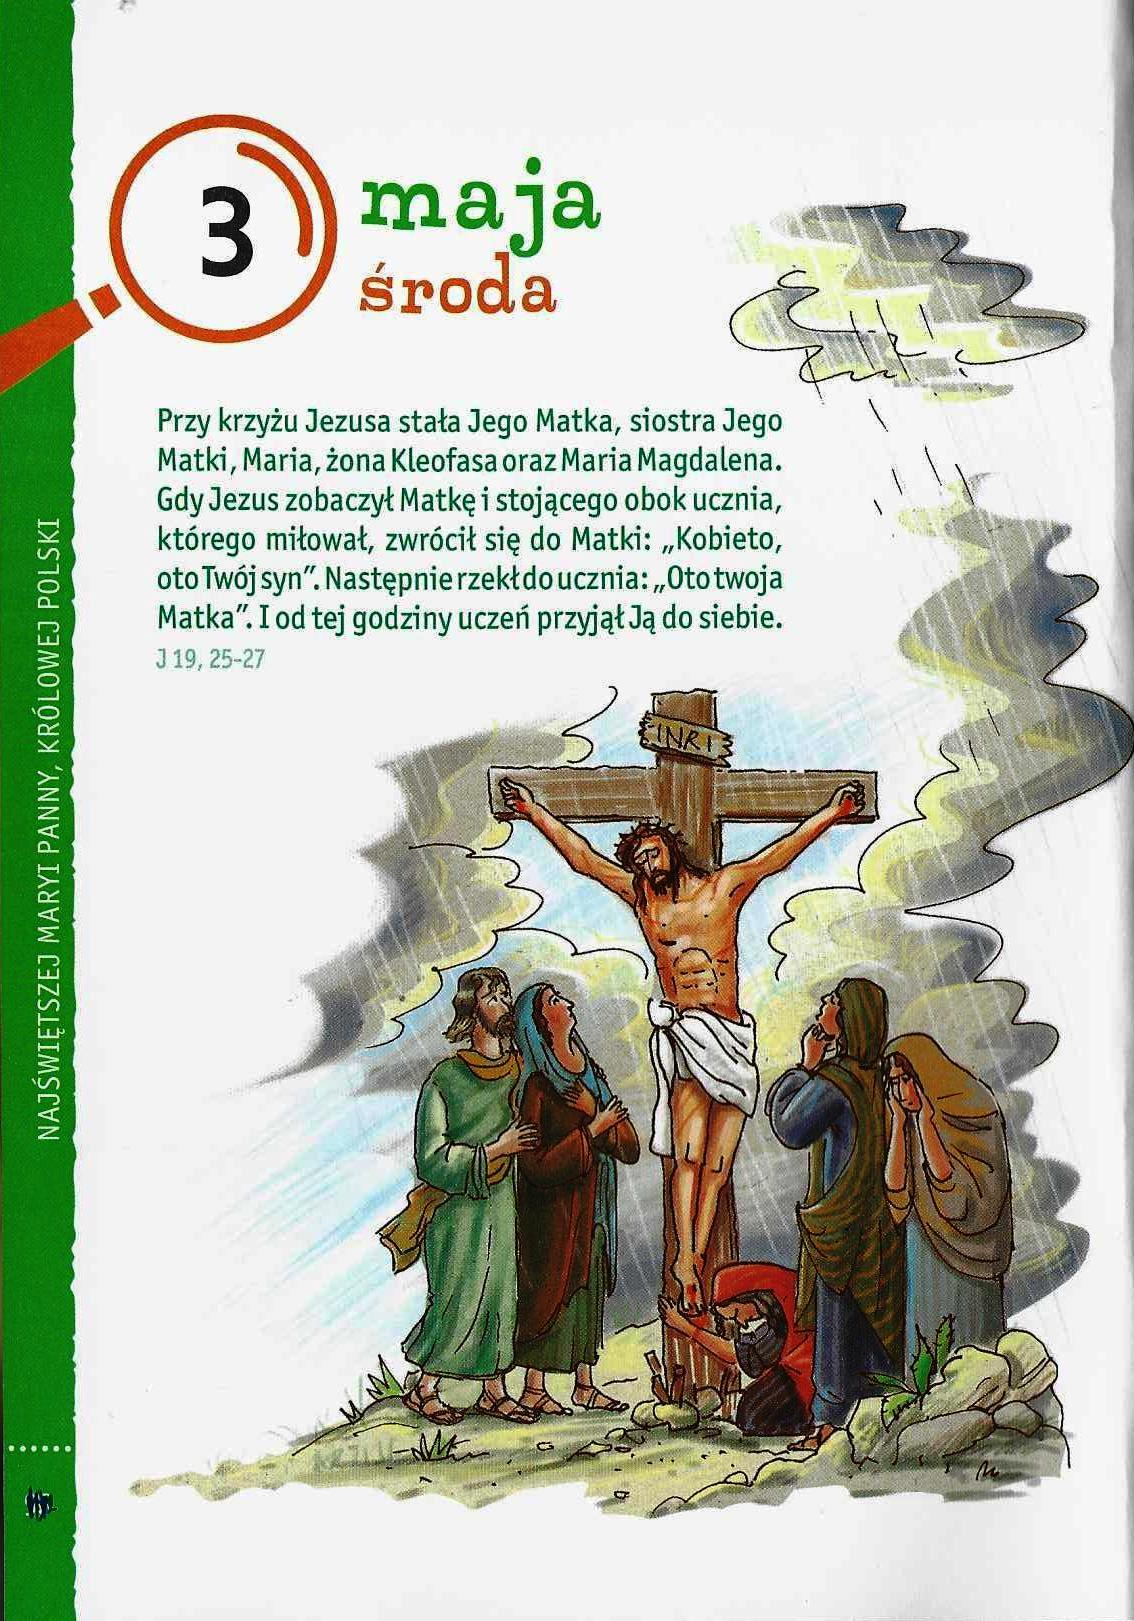 3
maja
środa
Przy krzyżu Jezusa stała Jego Matka, siostra Jego
Matki, Maria, żona Kleofasa oraz Maria Magdalena.
Gdy Jezus zobaczył Matkę i stojącego obok ucznia,
którego miłował, zwrócił się do Matki: „Kobieto,
oto Twój syn”. Następnie rzekł do ucznia: „Oto twoja
Matka”. I od tej godziny uczeń przyjął Ją do siebie.
J 19, 25-27
NAJŚWIĘTSZEJ MARYI PANNY, KRÓLOWEJ POLSKI
INRI